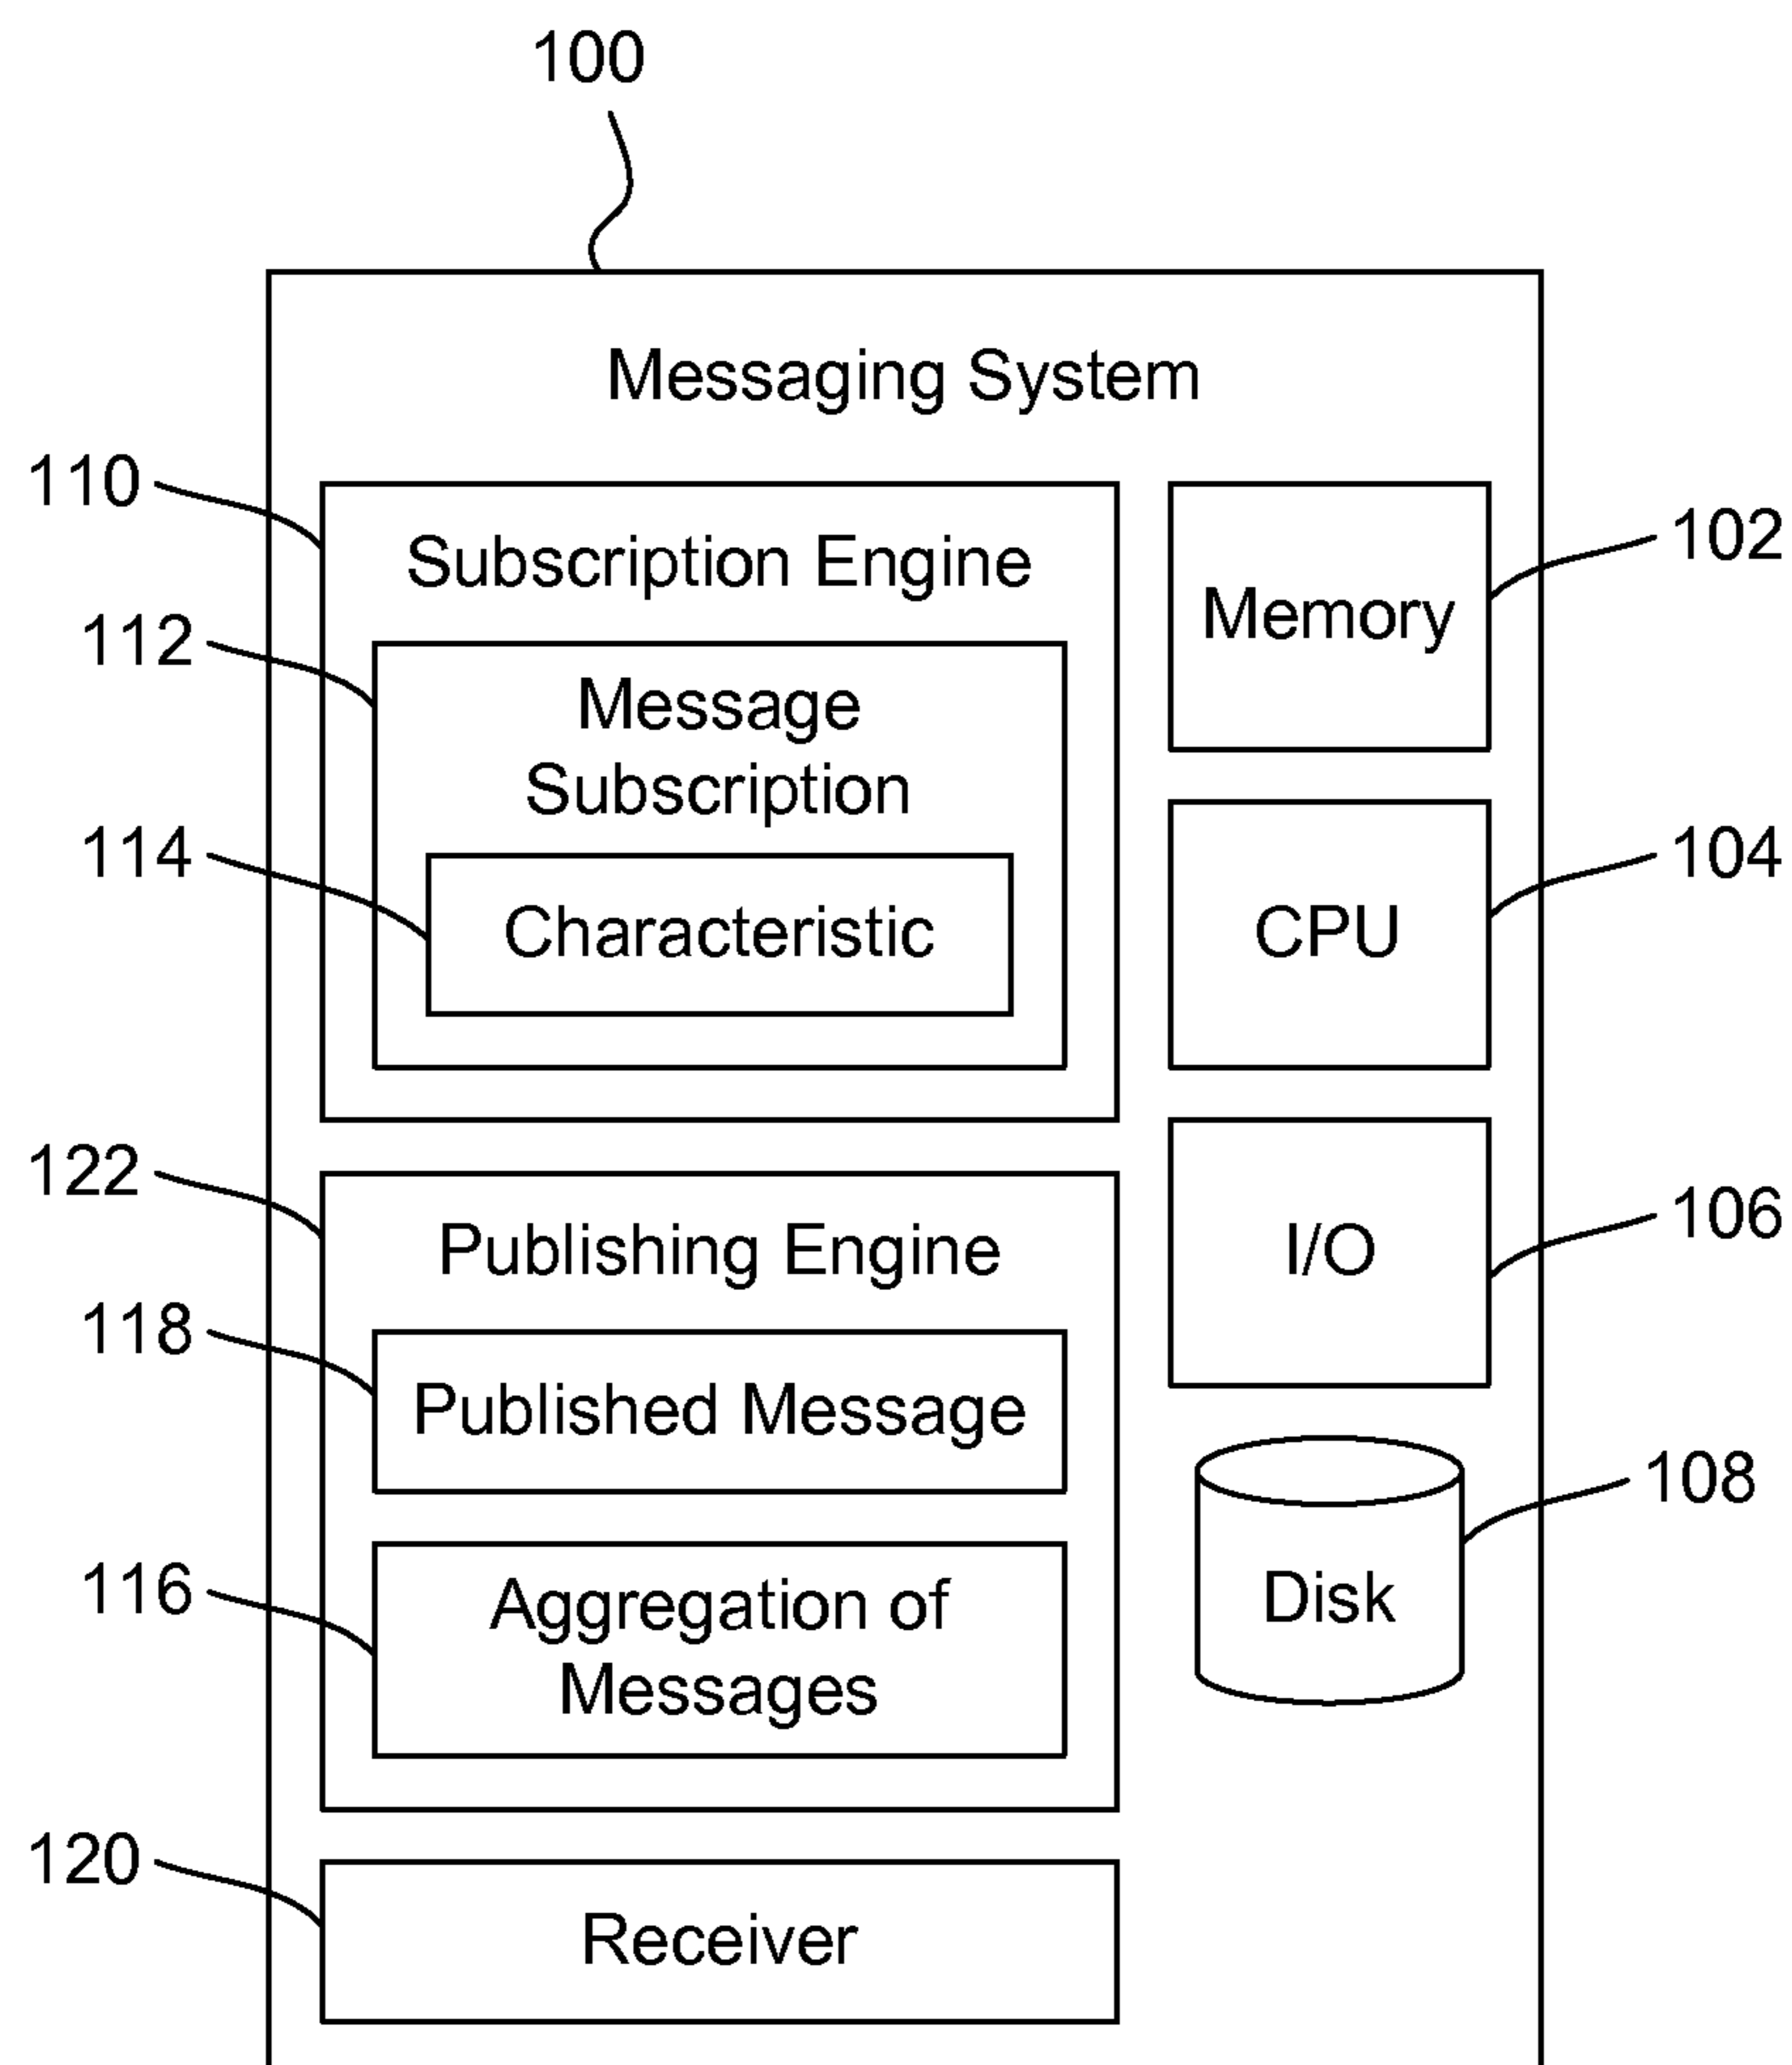 100
Messaging System
110
Subscription Engine
112
Message
Subscription
114
Characteristic
Memory
102
CPU
104
122
Publishing Engine
118
Published Message
116
Aggregation of
Messages
I/O
106
Disk
108
120
Receiver